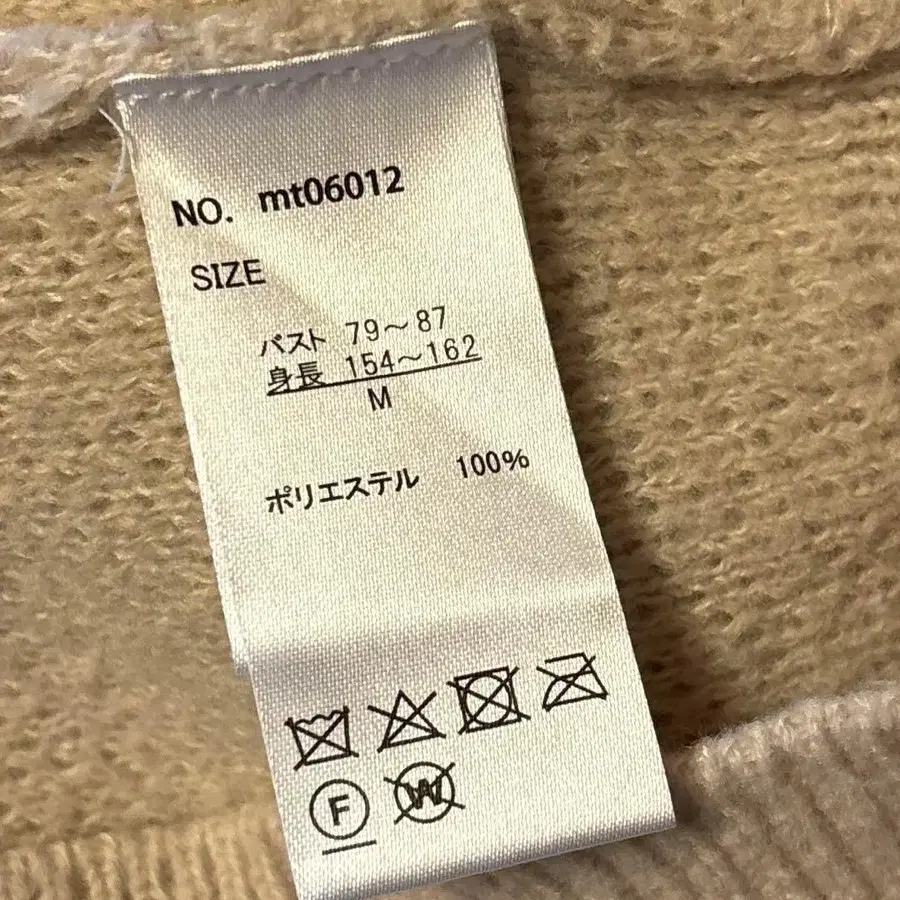 NO. mt06012
SIZE
バスト 79～87
身長 154～162
M
ポリエステル 100%
F W